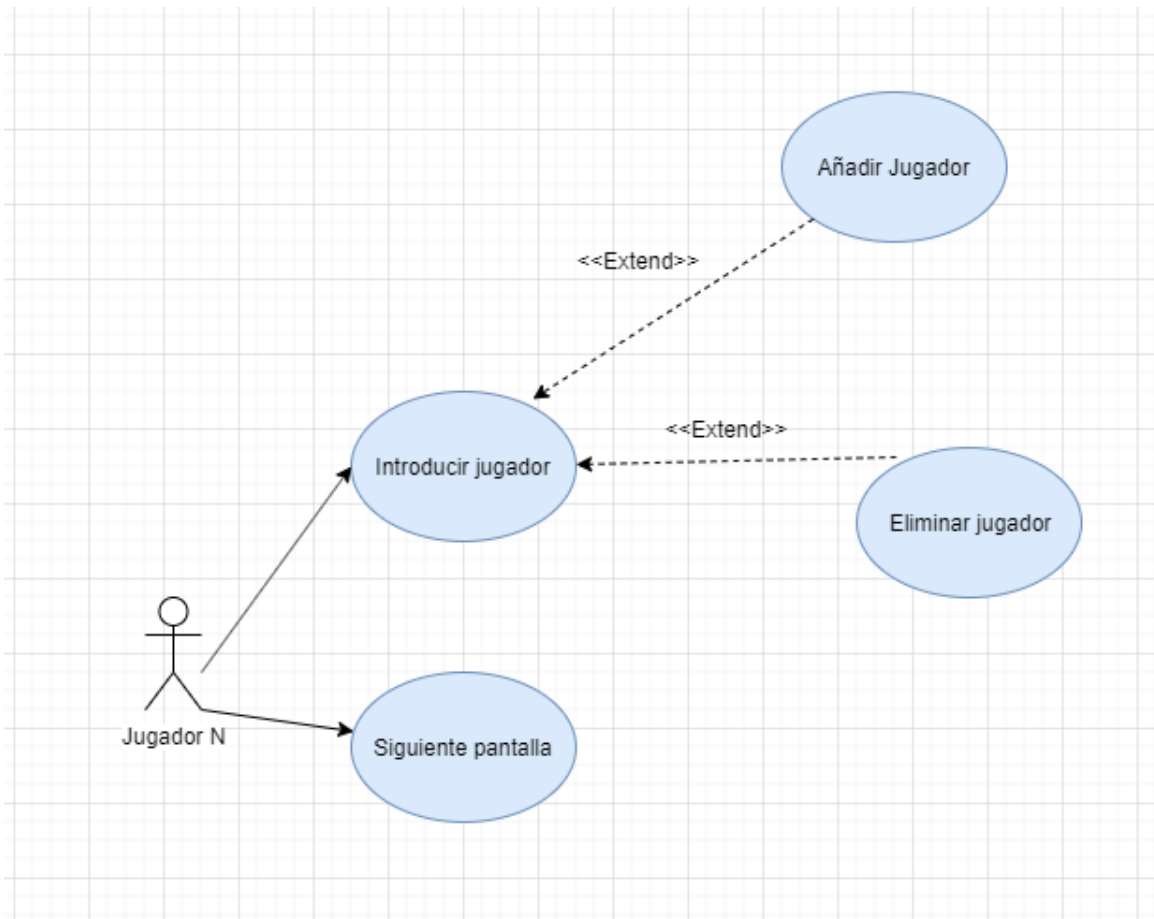 Añadir Jugador
<<Extend>>
<<Extend>>
Introducir jugador
Eliminar jugador
Jugador N
Siguiente pantalla